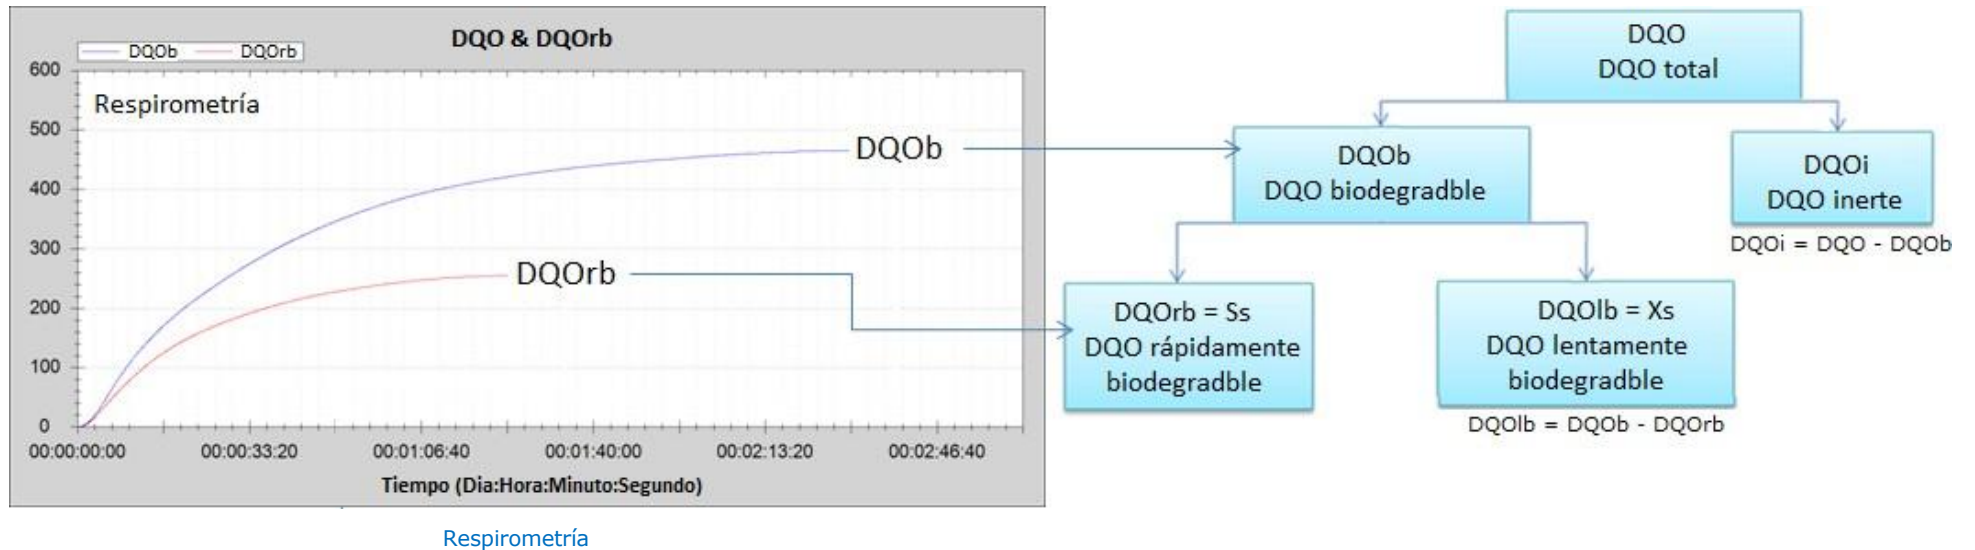 DQO & DQOrb
DQOb DQOrb
600
500
400
300
200
100
0
Respirometría
DQOb
DQOrb
00:00:00:00 00:00:33:20 00:01:06:40 00:01:40:00 00:02:13:20 00:02:46:40
Tiempo (Dia:Hora:Minuto:Segundo)
Respirometría
DQO
DQO total
DQOb
DQO biodegradble
DQOi
DQO inerte
DQOi = DQO - DQOb
DQOrb = Ss
DQO rápidamente
biodegradble
DQOlb = Xs
DQO lentamente
biodegradble
DQOlb = DQOb - DQOrb